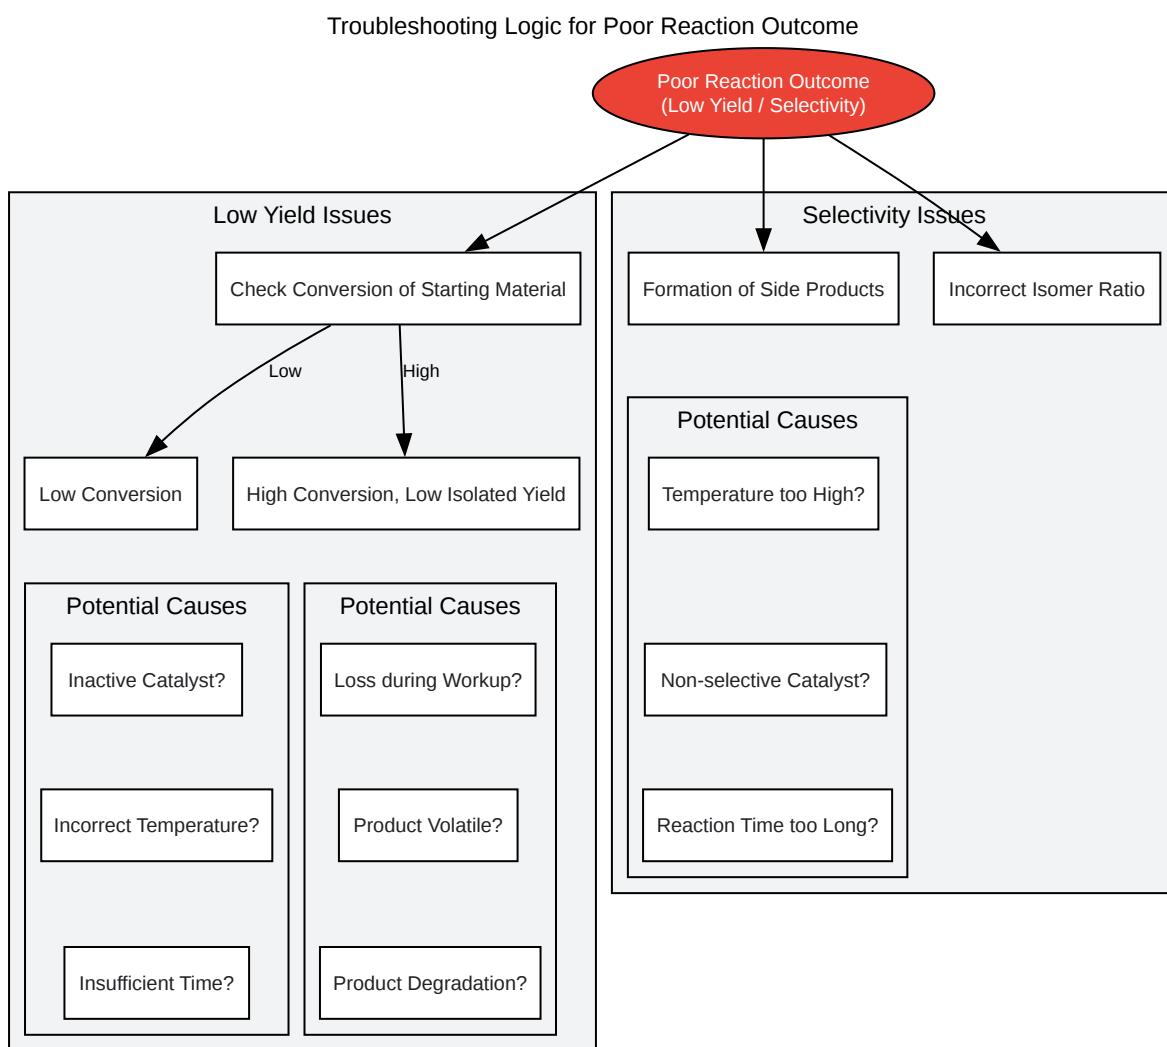 Troubleshooting Logic for Poor Reaction Outcome
Poor Reaction Outcome
(Low Yield / Selectivity)
Low Yield Issues
Check Conversion of Starting Material
Low
High
Low Conversion
High Conversion, Low Isolated Yield
Potential Causes
Inactive Catalyst?
Incorrect Temperature?
Insufficient Time?
Potential Causes
Loss during Workup?
Product Volatile?
Product Degradation?
Selectivity Issues
Formation of Side Products
Incorrect Isomer Ratio
Potential Causes
Temperature too High?
Non-selective Catalyst?
Reaction Time too Long?